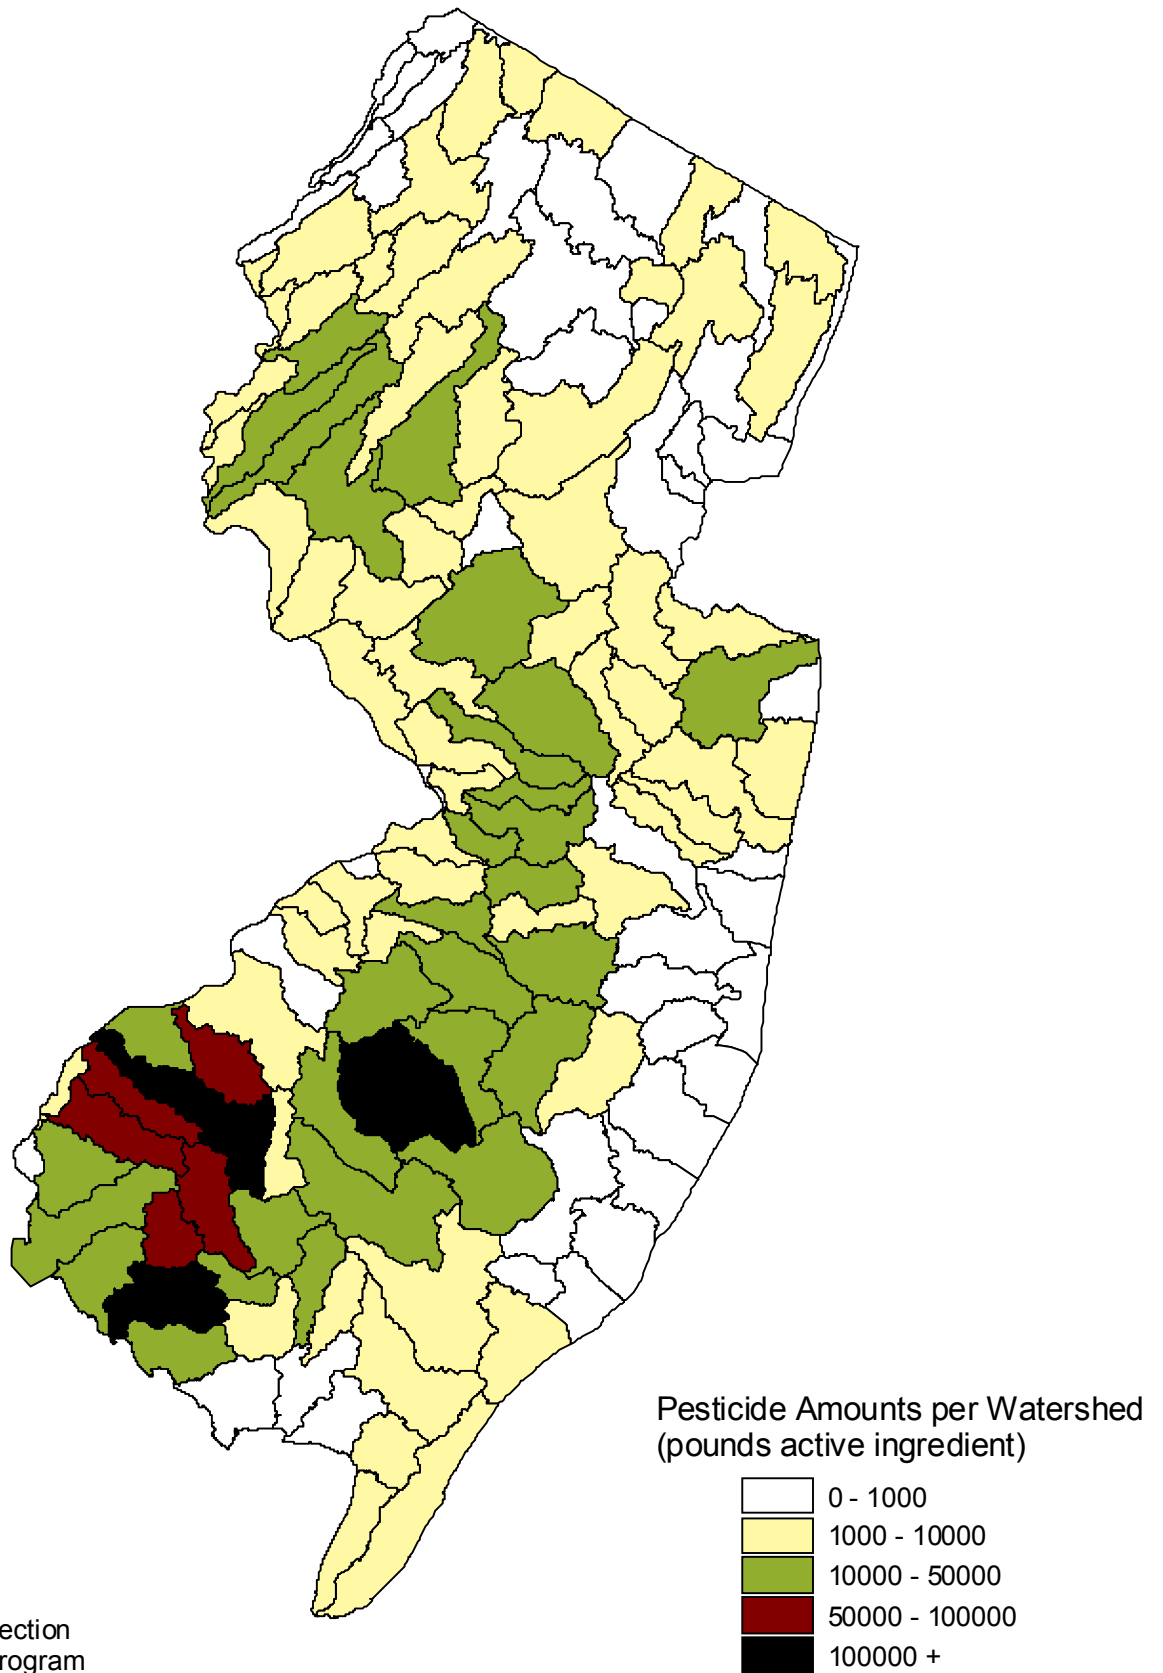 Pesticide Amounts per Watershed
(pounds active ingredient)
0 - 1000
1000 - 10000
10000 - 50000
50000 - 100000
100000 +
ection
rogram